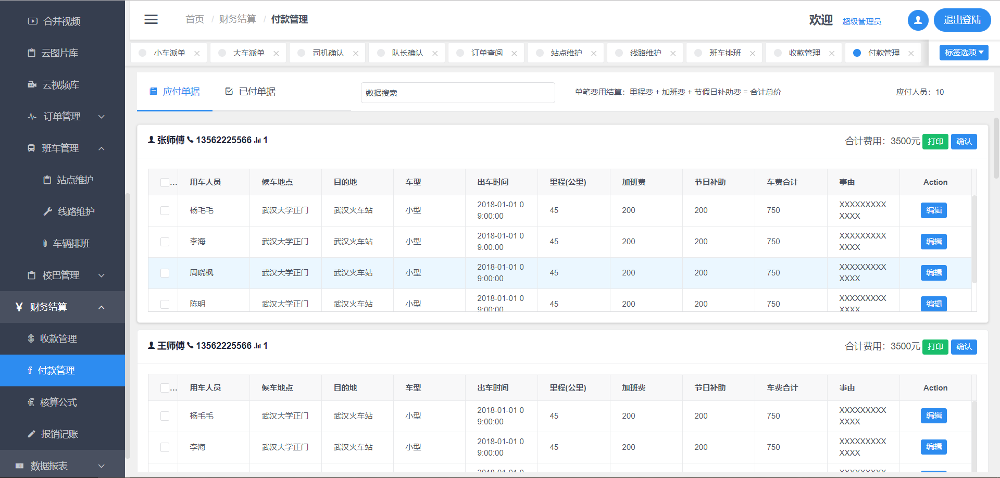 合并视频
云图片库
云视频库
订单管理
班车管理
站点维护
线路维护
车辆排班
校巴管理
¥ 财务结算
$ 收款管理
f 付款管理
€ 核算公式
报销记账
数据报表
首页 / 财务结算 / 付款管理
欢迎 超级管理员 退出登陆
小车派单 × 大车派单 × 司机确认 × 队长确认 × 订单查阅 × 站点维护 × 线路维护 × 班车排班 × 收款管理 × 付款管理 × 标签选项
应付单据 已付单据 数据搜索 单笔费用结算：里程费 + 加班费 + 节假日补助费 = 合计总价 应付人员：10
张师傅 13562225566 1 合计费用：3500元 打印 确认
... 用车人员 候车地点 目的地 车型 出车时间 里程(公里) 加班费 节日补助 车费合计 事由 Action
杨毛毛 武汉大学正门 武汉火车站 小型 2018-01-01 0 45 200 200 750 XXXXXXXXX 编辑
9:00:00 XXXX
李海 武汉大学正门 武汉火车站 小型 2018-01-01 0 45 200 200 750 XXXXXXXXX 编辑
9:00:00 XXXX
周晓枫 武汉大学正门 武汉火车站 小型 2018-01-01 0 45 200 200 750 XXXXXXXXX 编辑
9:00:00 XXXX
陈明 武汉大学正门 武汉火车站 小型 2018-01-01 0 45 200 200 750 XXXXXXXXX 编辑
9:00:00 XXXX
王师傅 13562225566 1 合计费用：3500元 打印 确认
... 用车人员 候车地点 目的地 车型 出车时间 里程(公里) 加班费 节日补助 车费合计 事由 Action
杨毛毛 武汉大学正门 武汉火车站 小型 2018-01-01 0 45 200 200 750 XXXXXXXXX 编辑
9:00:00 XXXX
李海 武汉大学正门 武汉火车站 小型 2018-01-01 0 45 200 200 750 XXXXXXXXX 编辑
9:00:00 XXXX